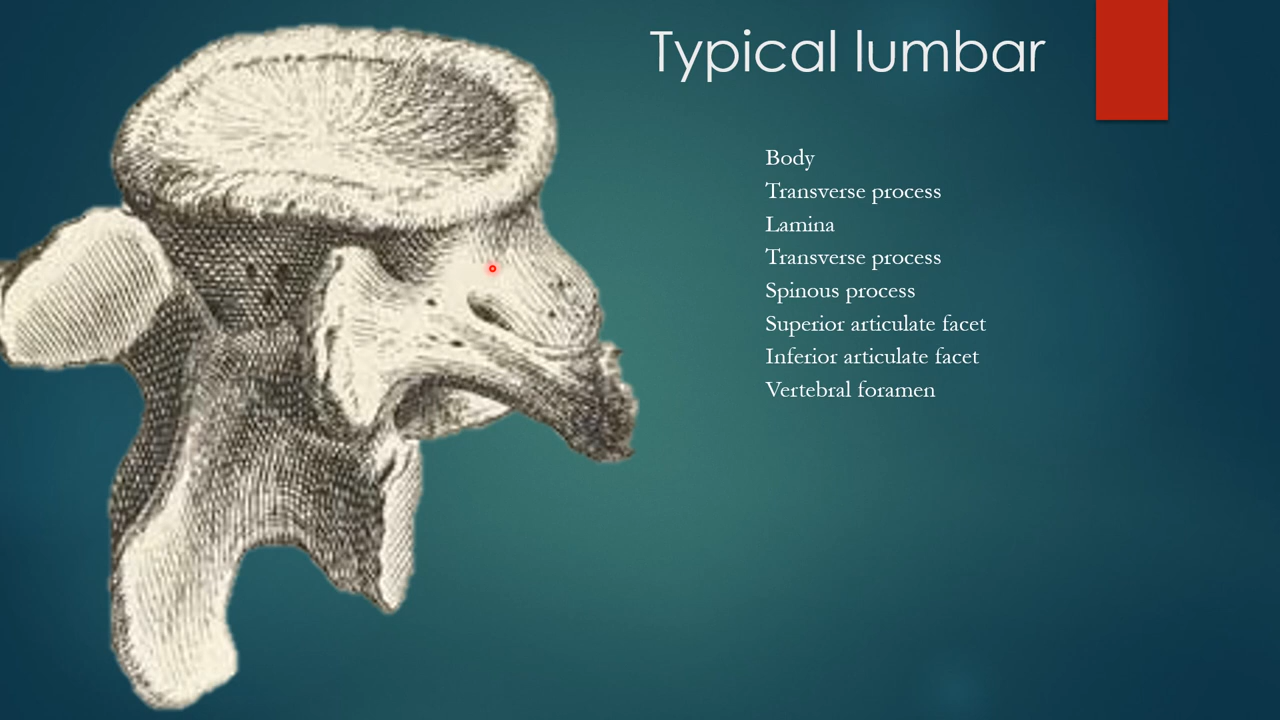 Typical lumbar
Body
Transverse process
Lamina
Transverse process
Spinous process
Superior articulate facet
Inferior articulate facet
Vertebral foramen